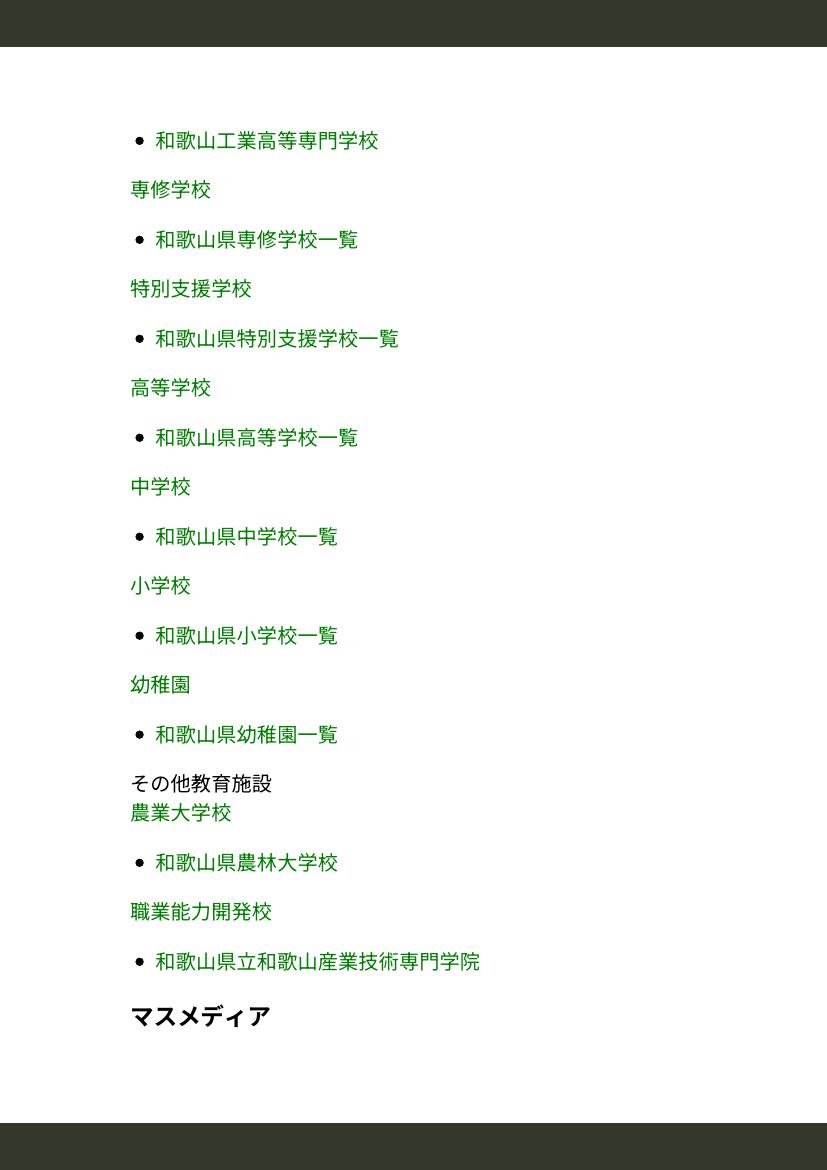 和歌山工業高等専門学校
専修学校
和歌山県専修学校一覧
特別支援学校
和歌山県特別支援学校一覧
高等学校
和歌山県高等学校一覧
中学校
和歌山県中学校一覧
小学校
和歌山県小学校一覧
幼稚園
和歌山県幼稚園一覧
その他教育施設
農業大学校
和歌山県農林大学校
職業能力開発校
和歌山県立和歌山産業技術専門学院
マスメディア